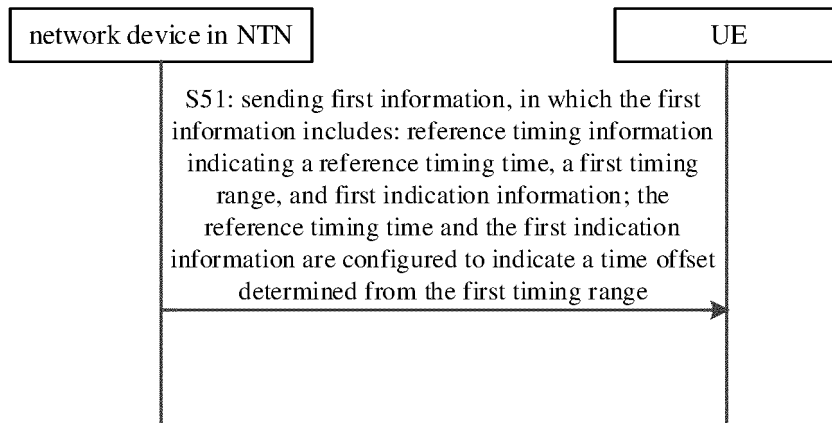 network device in NTN
UE
S51: sending first information, in which the first
information includes: reference timing information
indicating a reference timing time, a first timing
range, and first indication information; the
reference timing time and the first indication
information are configured to indicate a time offset
determined from the first timing range